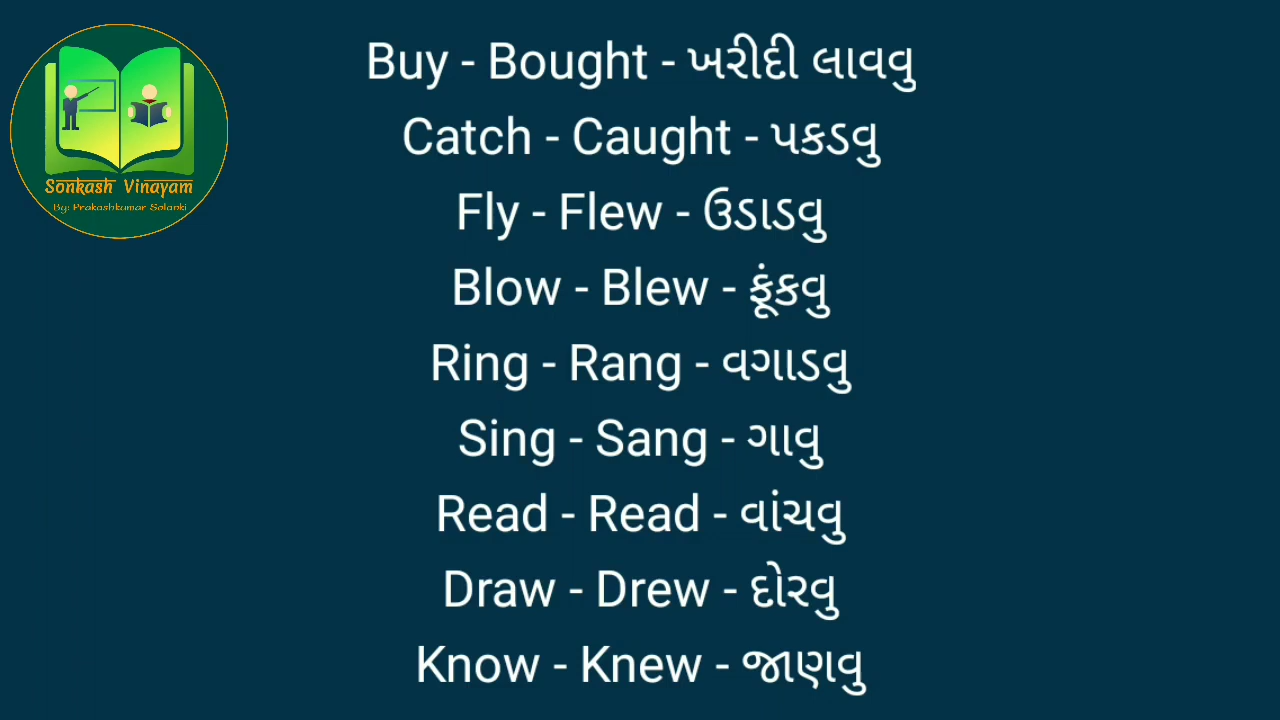 Sonkash Vinayam
By: Prakashkumar Solanki
Buy - Bought - ખરીદી લાવવુ
Catch - Caught - પકડવુ
Fly - Flew - ઉડાડવુ
Blow - Blew - ફૂંકવુ
Ring - Rang - વગાડવુ
Sing - Sang - ગાવુ
Read - Read - વાંચવુ
Draw - Drew - દોરવુ
Know - Knew - જાણવુ